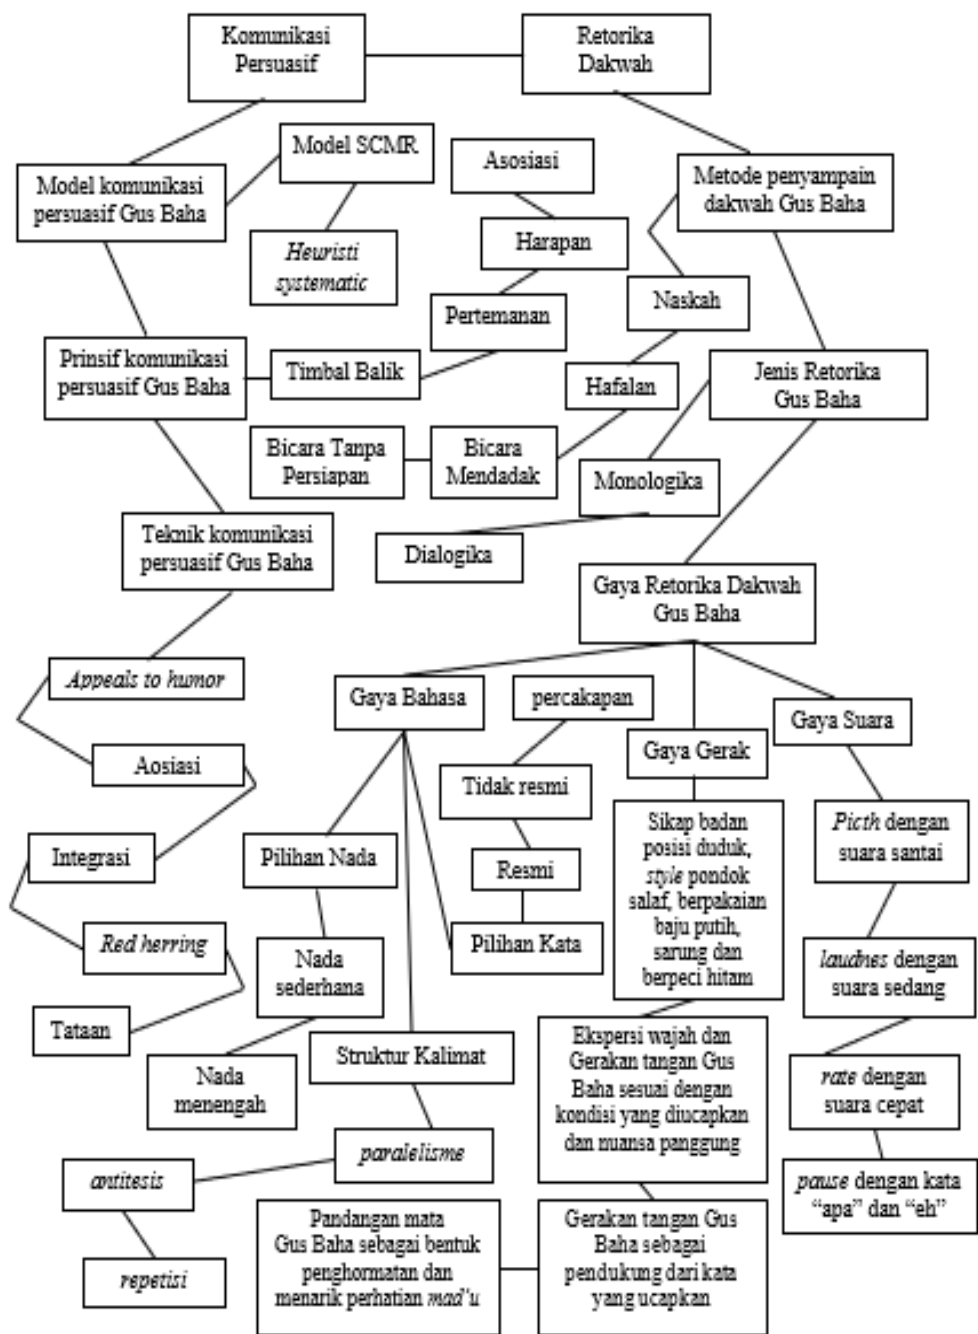 Komunikasi
Persuasif
Retorika
Dakwah
Model SCMR
Asosiasi
Model komunikasi
persuasif Gus Baha
Metode penyampain
dakwah Gus Baha
Harapan
Heuristi
systematic
Naskah
Pertemanan
Prinsif komunikasi
persuasif Gus Baha
Timbal Balik
Hafalan
Jenis Retorika
Gus Baha
Bicara Tanpa
Persiapan
Bicara
Mendadak
Monologika
Teknik komunikasi
persuasif Gus Baha
Dialogika
Gaya Retorika Dakwah
Gus Baha
Appeals to humor
Gaya Bahasa
percakapan
Gaya Suara
Gaya Gerak
Aosiasi
Tidak resmi
Sikap badan
posisi duduk,
style pondok
salaf, berpakaian
baju putih,
sarung dan
berpeci hitam
Picth dengan
suara santai
Integrasi
Pilihan Nada
Resmi
Red herring
Pilihan Kata
Nada
sederhana
laudnes dengan
suara sedang
Tataan
Struktur Kalimat
Ekspersi wajah dan
Gerakan tangan Gus
Baha sesuai dengan
kondisi yang diucapkan
dan nuansa panggung
Nada
menengah
rate dengan
suara cepat
paralelisme
antitesis
pause dengan kata
“apa” dan “eh”
Pandangan mata
Gus Baha sebagai bentuk
penghormatan dan
menarik perhatian mad’u
Gerakan tangan Gus
Baha sebagai
pendukung dari kata
yang ucapkan
repetisi